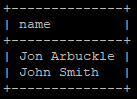 +--------------+
| name         |
+--------------+
| Jon Arbuckle |
| John Smith   |
+--------------+